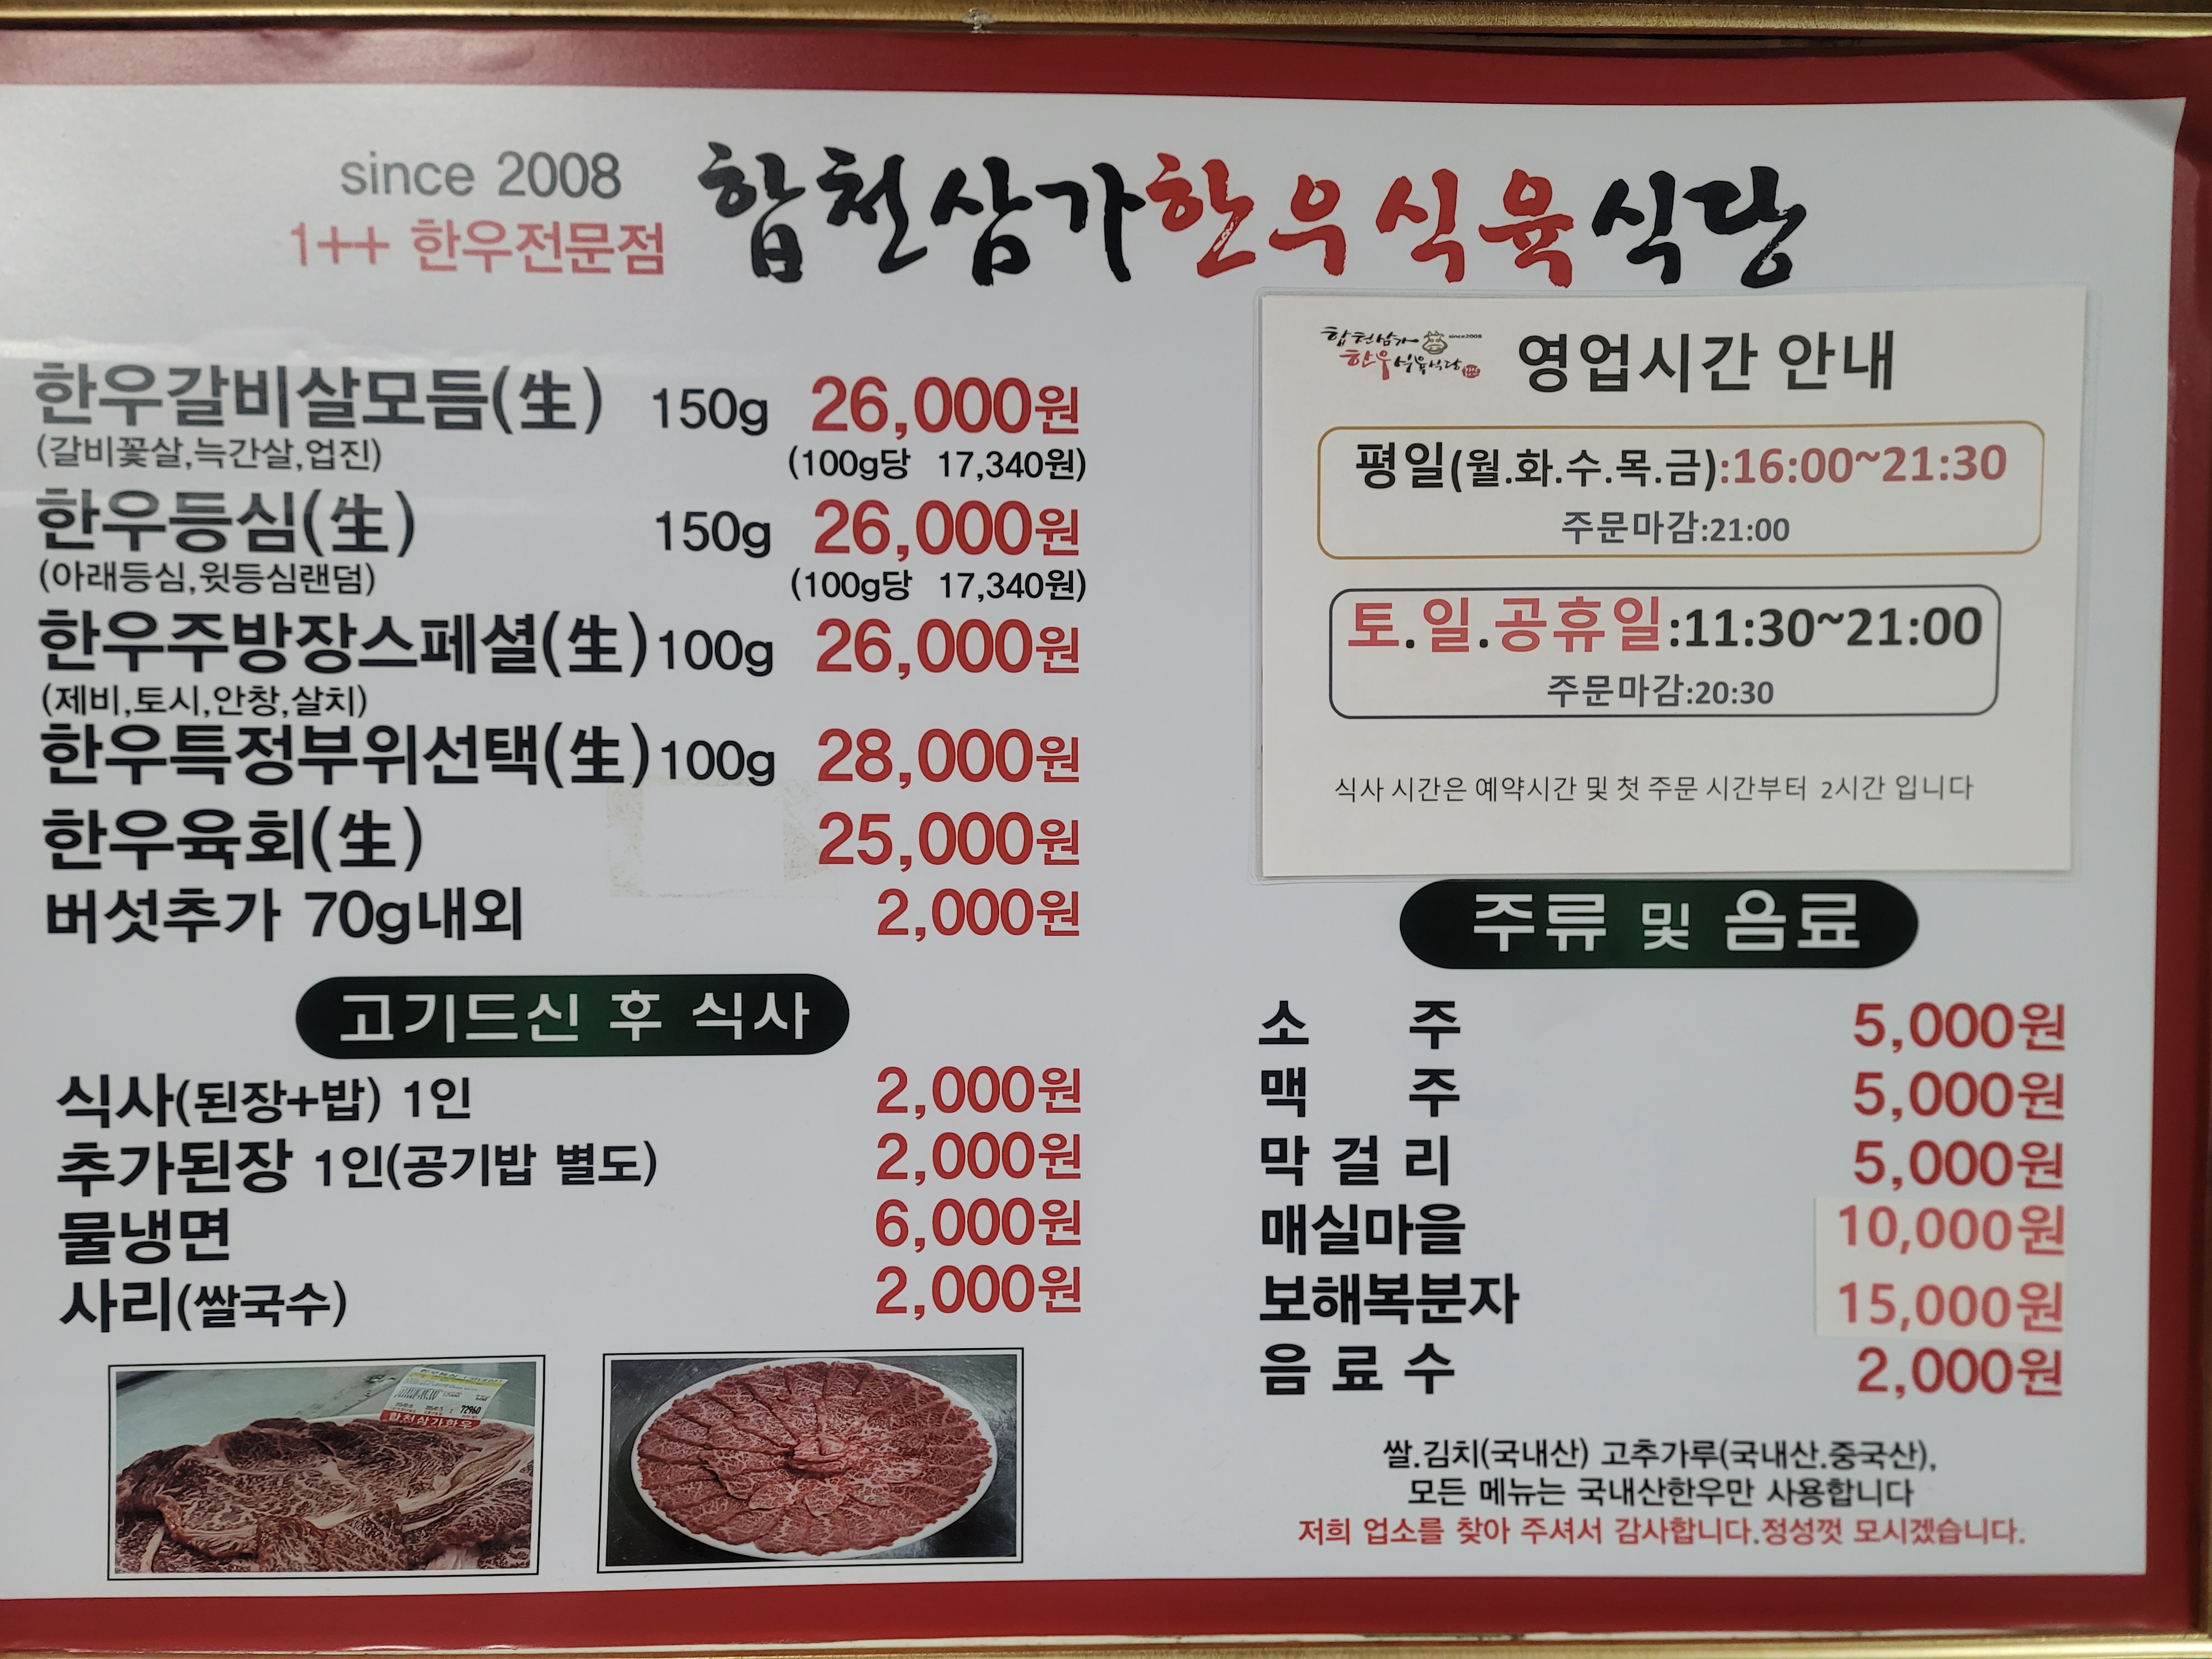 since 2008
1++ 한우전문점
합천삼가한우식육식당
한우갈비살모듬(生) 150g 26,000원
(갈비꽃살,늑간살,업진) (100g당 17,340원)
한우등심(生) 150g 26,000원
(아래등심,윗등심랜덤) (100g당 17,340원)
한우주방장스페셜(生) 100g 26,000원
(제비,토시,안창,살치)
한우특정부위선택(生) 100g 28,000원
한우육회(生) 25,000원
버섯추가 70g내외 2,000원
고기드신 후 식사
식사(된장+밥) 1인 2,000원
추가된장 1인(공기밥 별도) 2,000원
물냉면 6,000원
사리(쌀국수) 2,000원
72960
합천삼가한우
합천삼가 since2008
한우식육식당
영업시간 안내
평일(월.화.수.목.금):16:00~21:30
주문마감:21:00
토.일.공휴일:11:30~21:00
주문마감:20:30
식사 시간은 예약시간 및 첫 주문 시간부터 2시간 입니다
주류 및 음료
소 주 5,000원
맥 주 5,000원
막 걸 리 5,000원
매실마을 10,000원
보해복분자 15,000원
음 료 수 2,000원
쌀.김치(국내산) 고추가루(국내산.중국산),
모든 메뉴는 국내산한우만 사용합니다
저희 업소를 찾아 주셔서 감사합니다.정성껏 모시겠습니다.